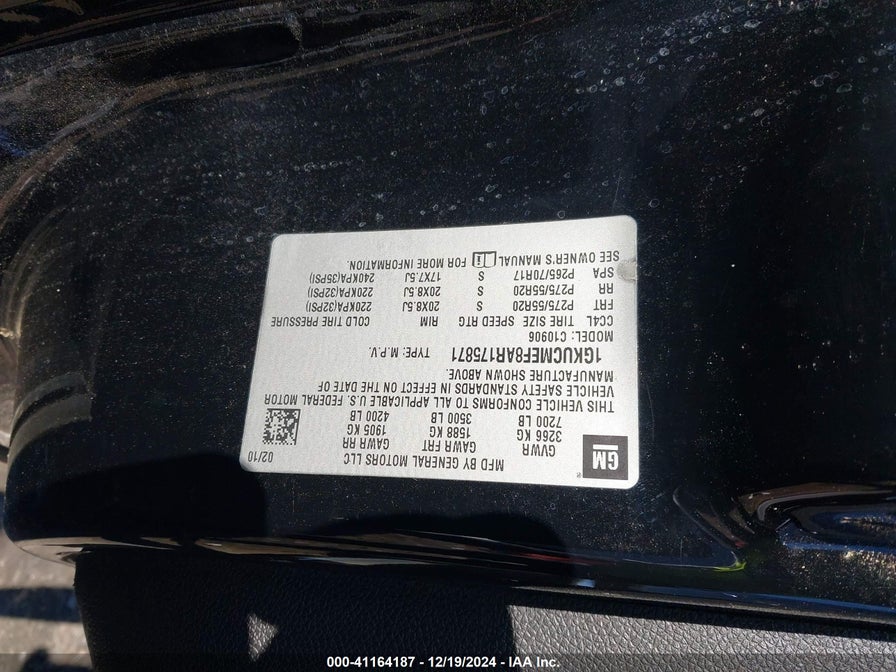 MFD BY GENERAL MOTORS LLC 02/10
GM ®
GVWR GAWR FRT GAWR RR
3266 KG 1588 KG 1905 KG
7200 LB 3500 LB 4200 LB
THIS VEHICLE CONFORMS TO ALL APPLICABLE U.S. FEDERAL MOTOR
VEHICLE SAFETY STANDARDS IN EFFECT ON THE DATE OF
MANUFACTURE SHOWN ABOVE.
1GKUCMEF8AR175871 TYPE: M.P.V.
MODEL: C10906
CC4L TIRE SIZE SPEED RTG RIM COLD TIRE PRESSURE
FRT P275/55R20 S 20X8.5J 220KPA(32PSI)
RR P275/55R20 S 20X8.5J 220KPA(32PSI)
SPA P265/70R17 S 17X7.5J 240KPA(35PSI)
SEE OWNER'S MANUAL FOR MORE INFORMATION.
000-41164187 - 12/19/2024 - IAA Inc.